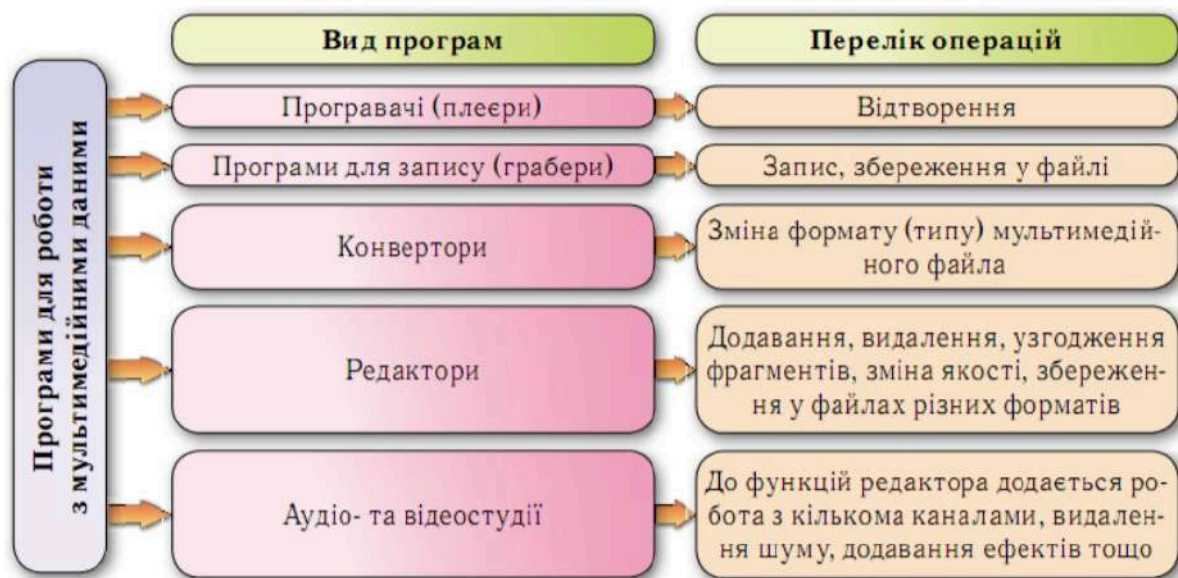 Вид програм
Перелік операцій
Програми для роботи
з мультимедійними даними
Програвачі (плеєри)
Відтворення
Програми для запису (грабери)
Запис, збереження у файлі
Конвертори
Зміна формату (типу) мультимедій-
ного файла
Редактори
Додавання, видалення, узгодження
фрагментів, зміна якості, збережен-
ня у файлах різних форматів
Аудіо- та відеостудії
До функцій редактора додається ро-
бота з кількома каналами, видален-
ня шуму, додавання ефектів тощо